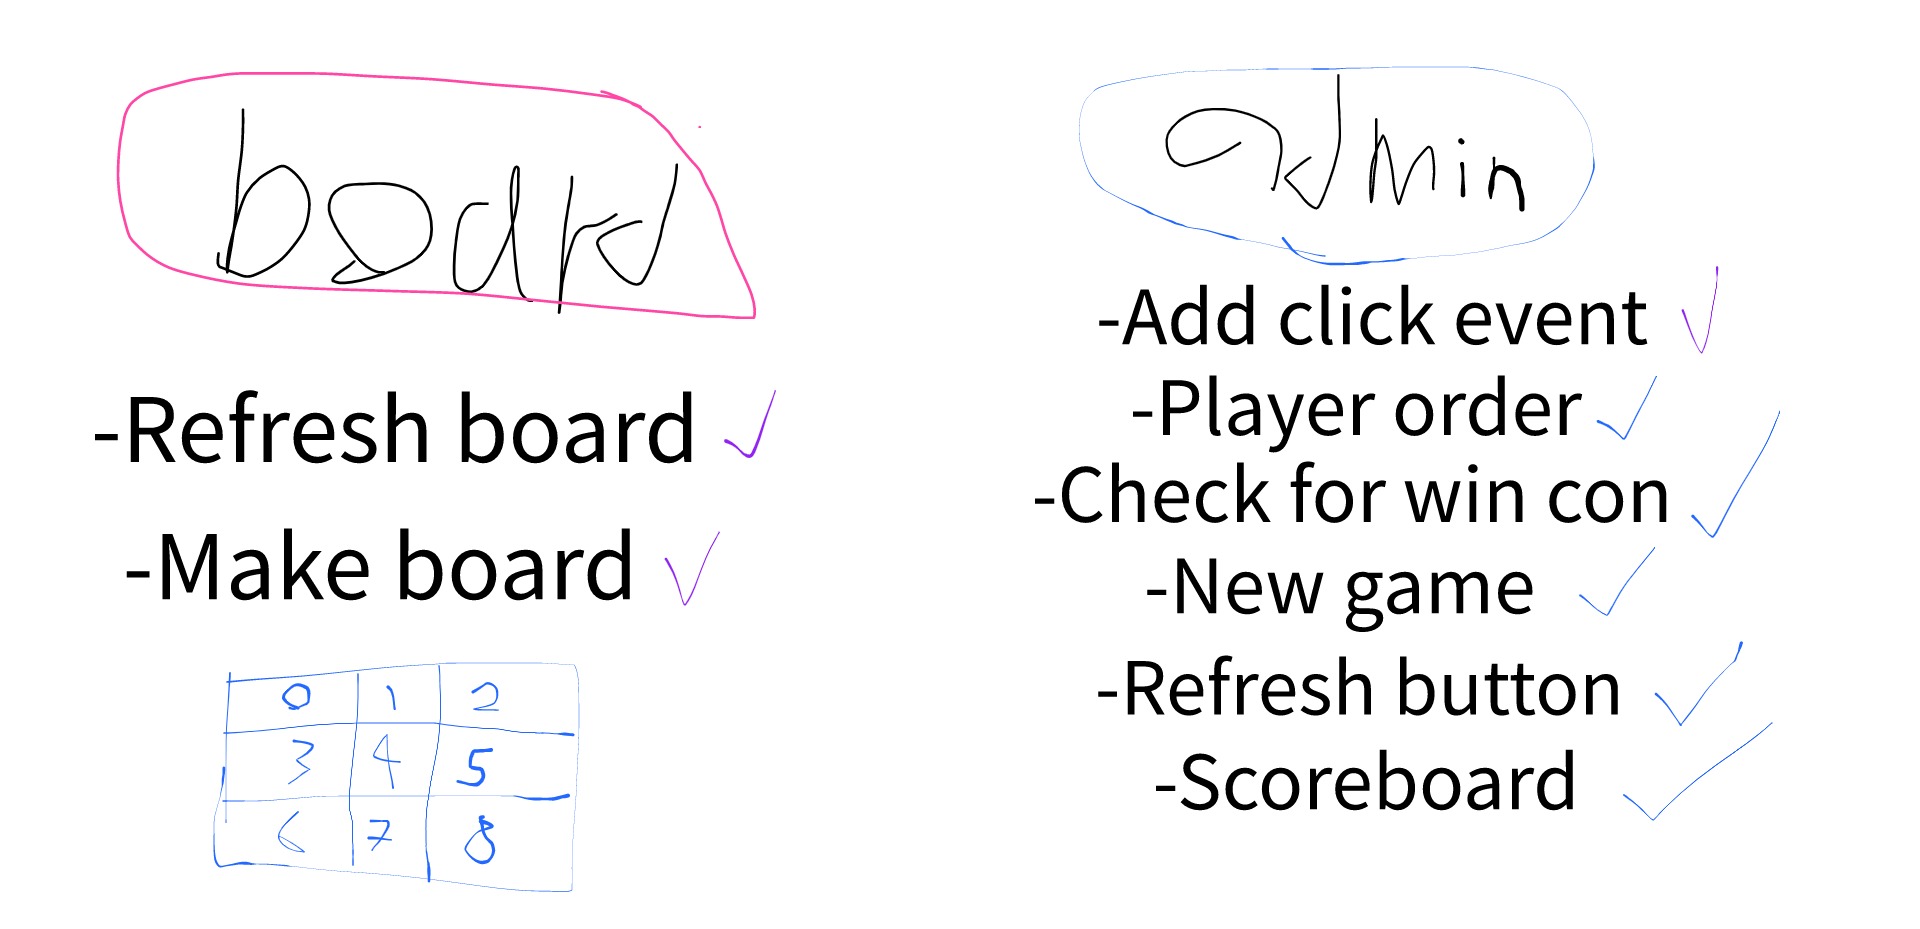 board
-Refresh board
-Make board
0 1 2
3 4 5
6 7 8
admin
-Add click event
-Player order
-Check for win con
-New game
-Refresh button
-Scoreboard